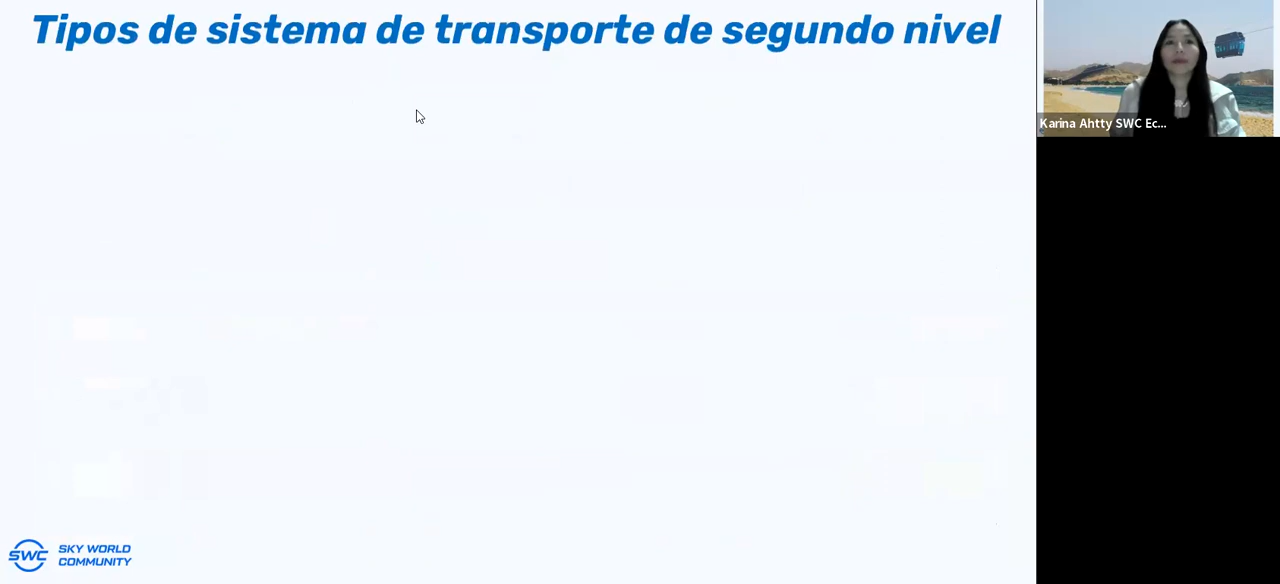 Tipos de sistema de transporte de segundo nivel
Karina Ahtty SWC Ec...
SWC
SKY WORLD
COMMUNITY